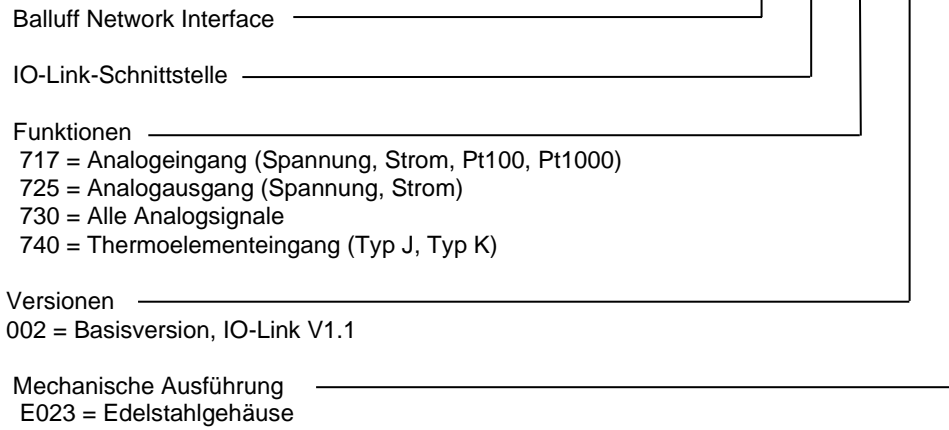 Balluff Network Interface
IO-Link-Schnittstelle
Funktionen
717 = Analogeingang (Spannung, Strom, Pt100, Pt1000)
725 = Analogausgang (Spannung, Strom)
730 = Alle Analogsignale
740 = Thermoelementeingang (Typ J, Typ K)
Versionen
002 = Basisversion, IO-Link V1.1
Mechanische Ausführung
E023 = Edelstahlgehäuse